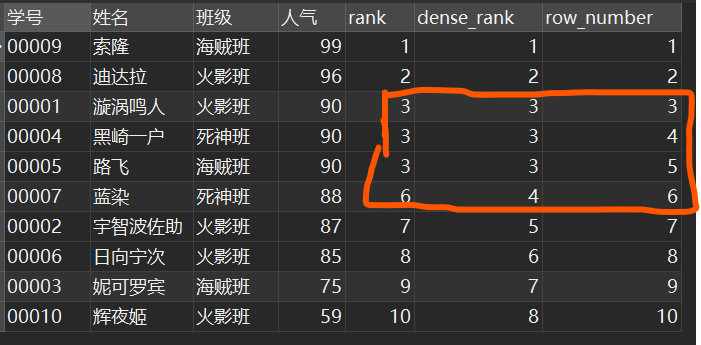 学号 姓名 班级 人气 rank dense_rank row_number
00009 索隆 海贼班 99 1 1 1
00008 迪达拉 火影班 96 2 2 2
00001 漩涡鸣人 火影班 90 3 3 3
00004 黑崎一户 死神班 90 3 3 4
00005 路飞 海贼班 90 3 3 5
00007 蓝染 死神班 88 6 4 6
00002 宇智波佐助 火影班 87 7 5 7
00006 日向宁次 火影班 85 8 6 8
00003 妮可罗宾 海贼班 75 9 7 9
00010 辉夜姬 火影班 59 10 8 10